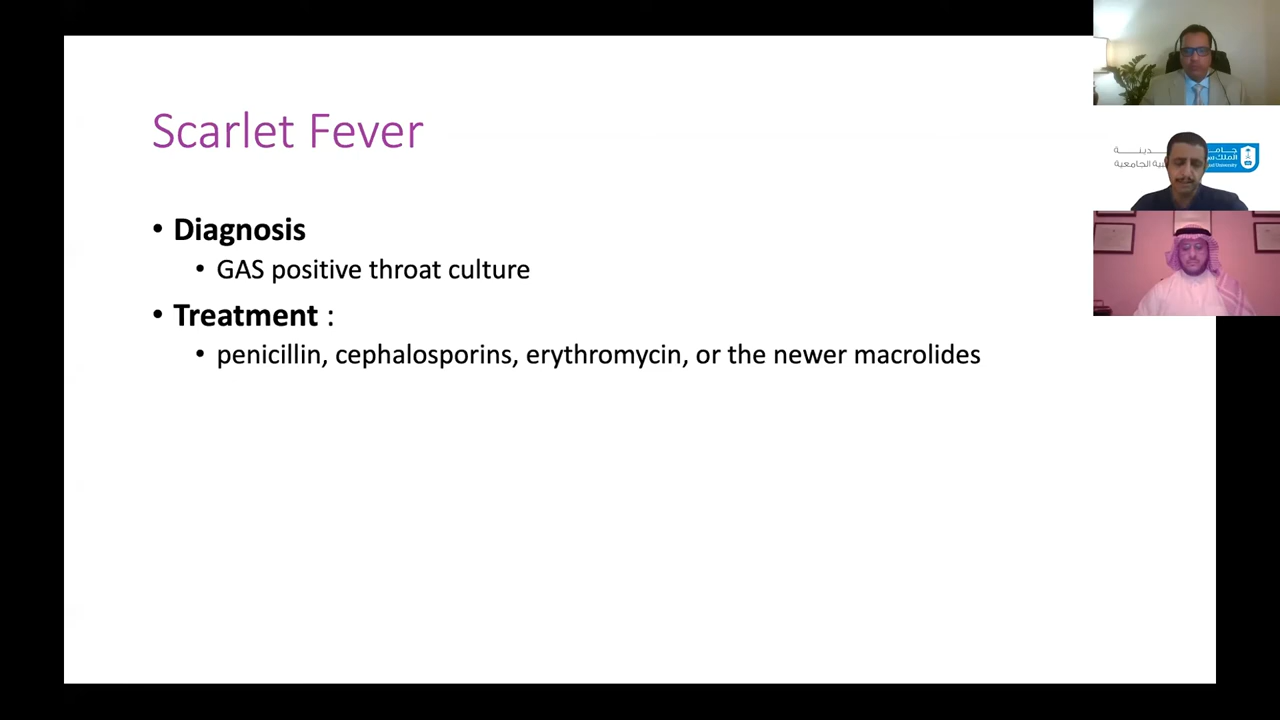 Scarlet Fever
• Diagnosis
• GAS positive throat culture
• Treatment :
• penicillin, cephalosporins, erythromycin, or the newer macrolides